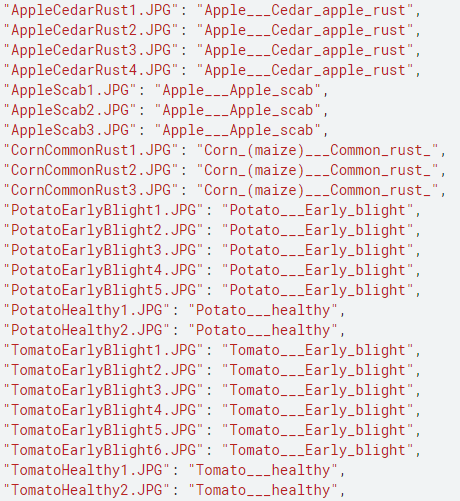 "AppleCedarRust1.JPG": "Apple___Cedar_apple_rust",
"AppleCedarRust2.JPG": "Apple___Cedar_apple_rust",
"AppleCedarRust3.JPG": "Apple___Cedar_apple_rust",
"AppleCedarRust4.JPG": "Apple___Cedar_apple_rust",
"AppleScab1.JPG": "Apple___Apple_scab",
"AppleScab2.JPG": "Apple___Apple_scab",
"AppleScab3.JPG": "Apple___Apple_scab",
"CornCommonRust1.JPG": "Corn_(maize)___Common_rust_",
"CornCommonRust2.JPG": "Corn_(maize)___Common_rust_",
"CornCommonRust3.JPG": "Corn_(maize)___Common_rust_",
"PotatoEarlyBlight1.JPG": "Potato___Early_blight",
"PotatoEarlyBlight2.JPG": "Potato___Early_blight",
"PotatoEarlyBlight3.JPG": "Potato___Early_blight",
"PotatoEarlyBlight4.JPG": "Potato___Early_blight",
"PotatoEarlyBlight5.JPG": "Potato___Early_blight",
"PotatoHealthy1.JPG": "Potato___healthy",
"PotatoHealthy2.JPG": "Potato___healthy",
"TomatoEarlyBlight1.JPG": "Tomato___Early_blight",
"TomatoEarlyBlight2.JPG": "Tomato___Early_blight",
"TomatoEarlyBlight3.JPG": "Tomato___Early_blight",
"TomatoEarlyBlight4.JPG": "Tomato___Early_blight",
"TomatoEarlyBlight5.JPG": "Tomato___Early_blight",
"TomatoEarlyBlight6.JPG": "Tomato___Early_blight",
"TomatoHealthy1.JPG": "Tomato___healthy",
"TomatoHealthy2.JPG": "Tomato___healthy",